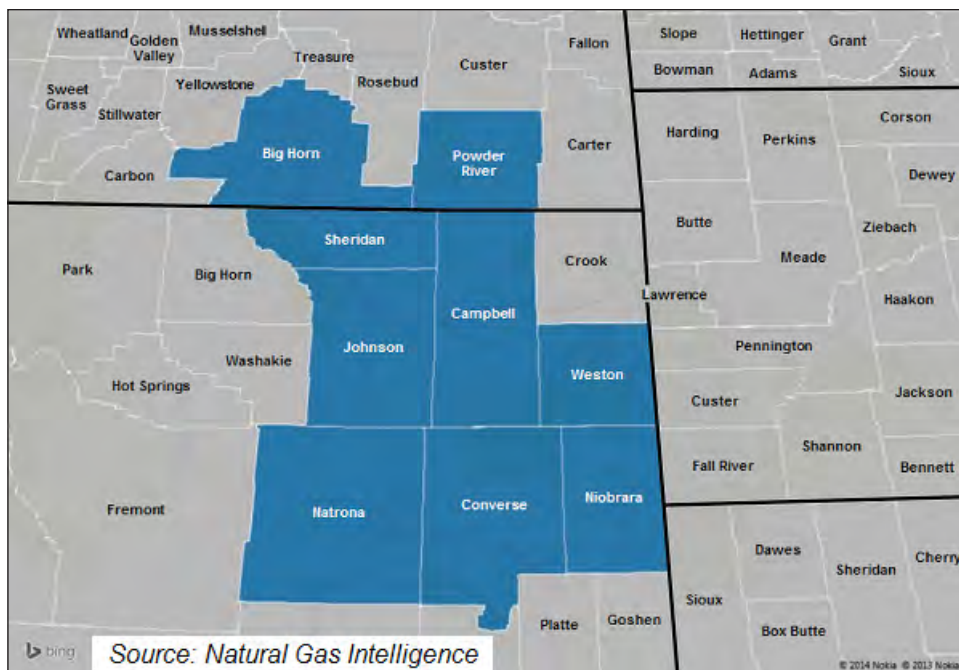 Wheatland
Golden
Valley
Musselshell
Treasure
Custer
Fallon
Slope
Hettinger
Grant
Sweet
Grass
Yellowstone
Rosebud
Bowman
Adams
Sioux
Stillwater
Big Horn
Powder
River
Carter
Harding
Perkins
Corson
Carbon
Dewey
Park
Sheridan
Butte
Ziebach
Big Horn
Crook
Meade
Lawrence
Haakon
Campbell
Johnson
Washakie
Pennington
Hot Springs
Weston
Custer
Jackson
Shannon
Fall River
Bennett
Fremont
Natrona
Converse
Niobrara
Dawes
Sheridan
Cherry
Sioux
Platte
Goshen
Box Butte
bing
Source: Natural Gas Intelligence
© 2014 Nokia © 2013 Nokia